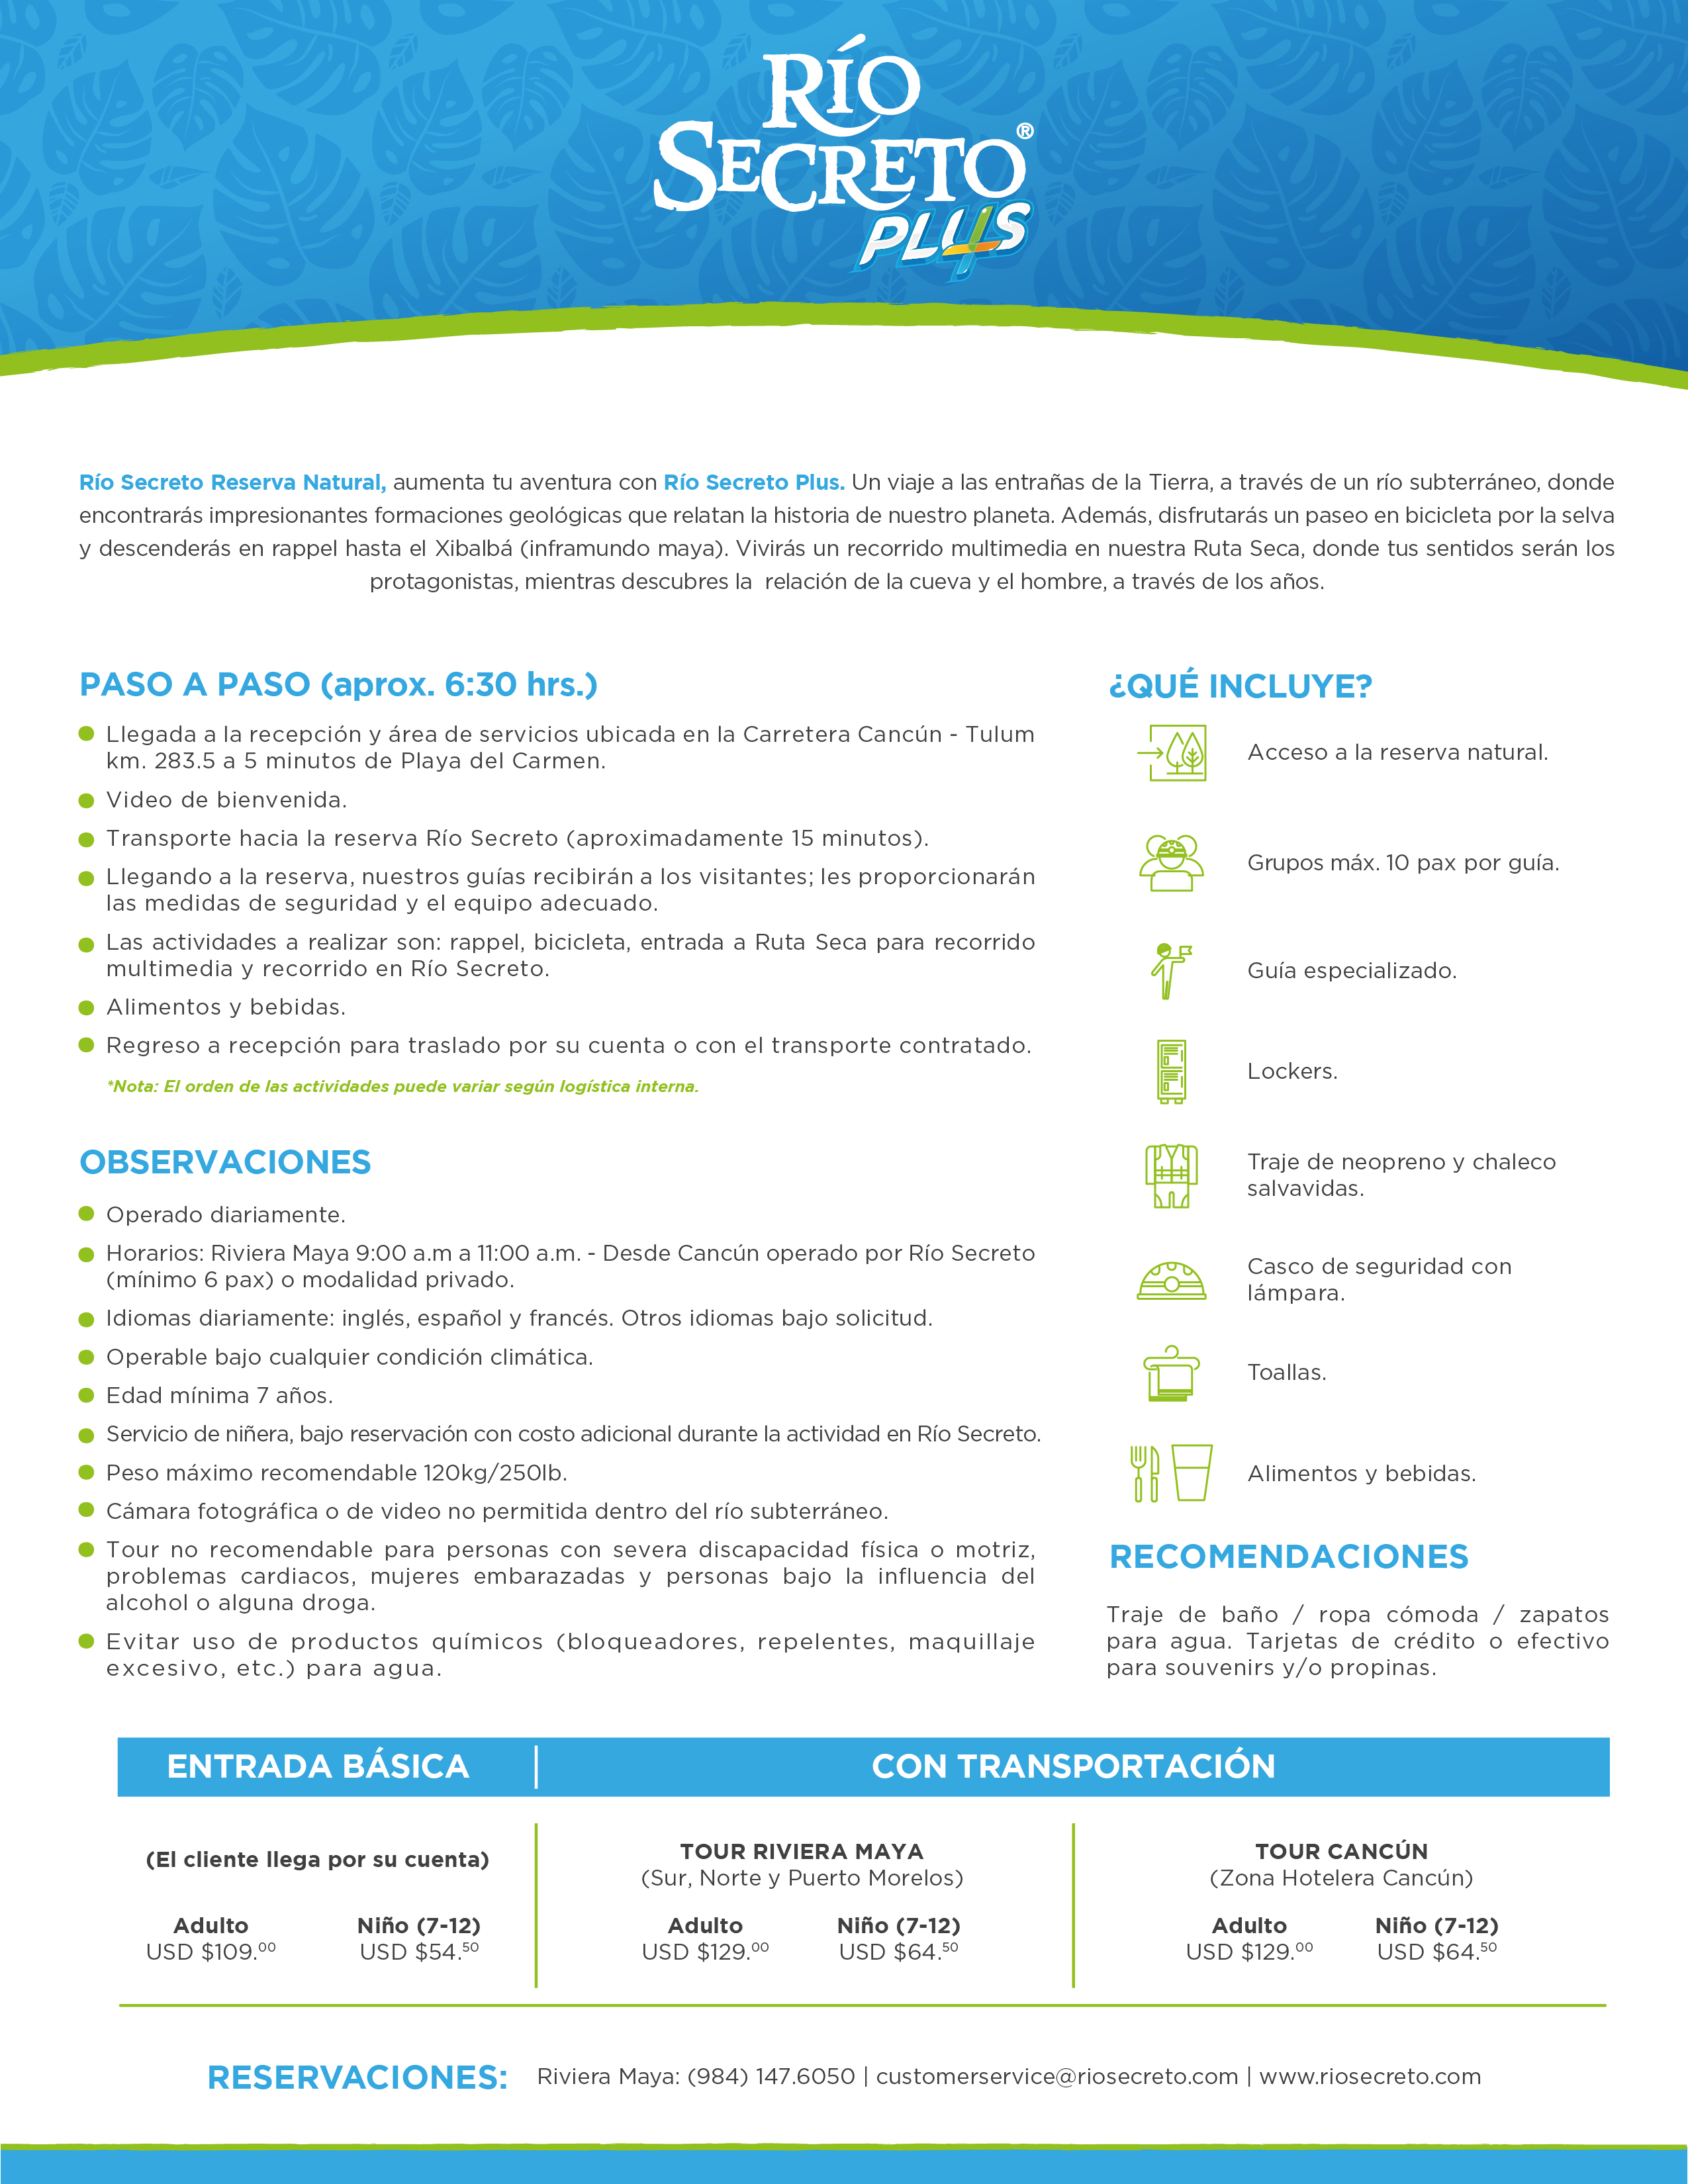 RÍO
SECRETO®
PLUS
Río Secreto Reserva Natural, aumenta tu aventura con Río Secreto Plus. Un viaje a las entrañas de la Tierra, a través de un río subterráneo, donde
encontrarás impresionantes formaciones geológicas que relatan la historia de nuestro planeta. Además, disfrutarás un paseo en bicicleta por la selva
y descenderás en rappel hasta el Xibalbá (inframundo maya). Vivirás un recorrido multimedia en nuestra Ruta Seca, donde tus sentidos serán los
protagonistas, mientras descubres la relación de la cueva y el hombre, a través de los años.
PASO A PASO (aprox. 6:30 hrs.)
Llegada a la recepción y área de servicios ubicada en la Carretera Cancún - Tulum
km. 283.5 a 5 minutos de Playa del Carmen.
Video de bienvenida.
Transporte hacia la reserva Río Secreto (aproximadamente 15 minutos).
Llegando a la reserva, nuestros guías recibirán a los visitantes; les proporcionarán
las medidas de seguridad y el equipo adecuado.
Las actividades a realizar son: rappel, bicicleta, entrada a Ruta Seca para recorrido
multimedia y recorrido en Río Secreto.
Alimentos y bebidas.
Regreso a recepción para traslado por su cuenta o con el transporte contratado.
*Nota: El orden de las actividades puede variar según logística interna.
OBSERVACIONES
Operado diariamente.
Horarios: Riviera Maya 9:00 a.m a 11:00 a.m. - Desde Cancún operado por Río Secreto
(mínimo 6 pax) o modalidad privado.
Idiomas diariamente: inglés, español y francés. Otros idiomas bajo solicitud.
Operable bajo cualquier condición climática.
Edad mínima 7 años.
Servicio de niñera, bajo reservación con costo adicional durante la actividad en Río Secreto.
Peso máximo recomendable 120kg/250lb.
Cámara fotográfica o de video no permitida dentro del río subterráneo.
Tour no recomendable para personas con severa discapacidad física o motriz,
problemas cardiacos, mujeres embarazadas y personas bajo la influencia del
alcohol o alguna droga.
Evitar uso de productos químicos (bloqueadores, repelentes, maquillaje
excesivo, etc.) para agua.
¿QUÉ INCLUYE?
Acceso a la reserva natural.
Grupos máx. 10 pax por guía.
Guía especializado.
Lockers.
Traje de neopreno y chaleco
salvavidas.
Casco de seguridad con
lámpara.
Toallas.
Alimentos y bebidas.
RECOMENDACIONES
Traje de baño / ropa cómoda / zapatos
para agua. Tarjetas de crédito o efectivo
para souvenirs y/o propinas.
ENTRADA BÁSICA | CON TRANSPORTACIÓN
(El cliente llega por su cuenta)
Adulto Niño (7-12)
USD $109.00 USD $54.50
TOUR RIVIERA MAYA
(Sur, Norte y Puerto Morelos)
Adulto Niño (7-12)
USD $129.00 USD $64.50
TOUR CANCÚN
(Zona Hotelera Cancún)
Adulto Niño (7-12)
USD $129.00 USD $64.50
RESERVACIONES: Riviera Maya: (984) 147.6050 | customerservice@riosecreto.com | www.riosecreto.com